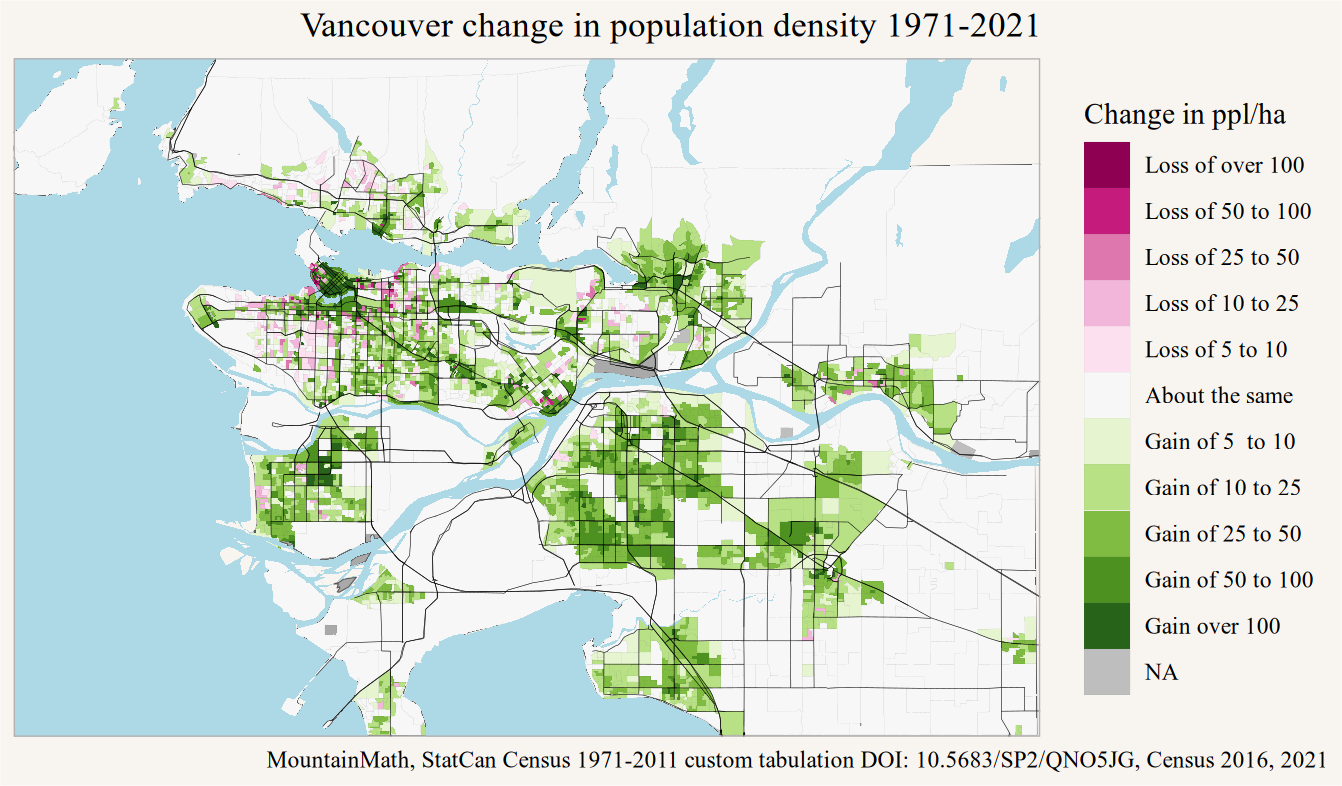 Vancouver change in population density 1971-2021
Change in ppl/ha
Loss of over 100
Loss of 50 to 100
Loss of 25 to 50
Loss of 10 to 25
Loss of 5 to 10
About the same
Gain of 5  to 10
Gain of 10 to 25
Gain of 25 to 50
Gain of 50 to 100
Gain over 100
NA
MountainMath, StatCan Census 1971-2011 custom tabulation DOI: 10.5683/SP2/QNO5JG, Census 2016, 2021